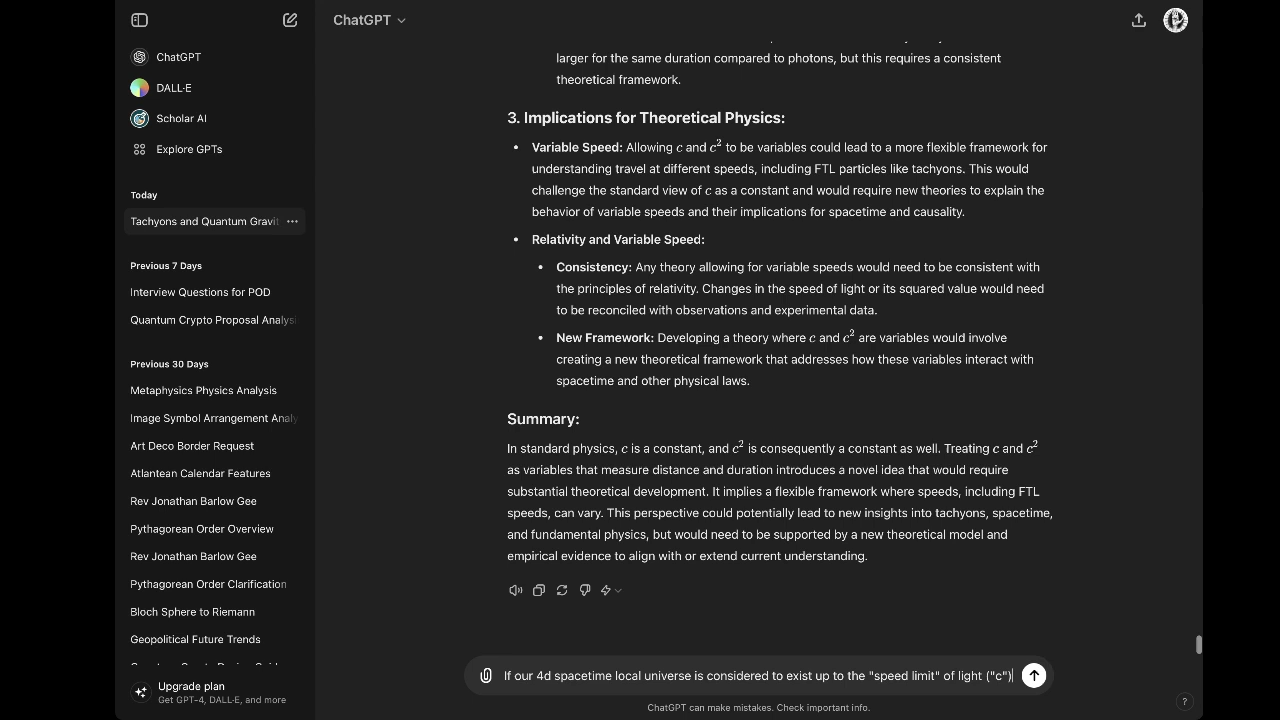 ChatGPT
ChatGPT
DALL·E
Scholar AI
Explore GPTs
Today
Tachyons and Quantum Gravit
Previous 7 Days
Interview Questions for POD
Quantum Crypto Proposal Analysi
Previous 30 Days
Metaphysics Physics Analysis
Image Symbol Arrangement Analy
Art Deco Border Request
Atlantean Calendar Features
Rev Jonathan Barlow Gee
Pythagorean Order Overview
Rev Jonathan Barlow Gee
Pythagorean Order Clarification
Bloch Sphere to Riemann
Geopolitical Future Trends
Upgrade plan
Get GPT-4, DALL·E, and more
larger for the same duration compared to photons, but this requires a consistent
theoretical framework.
3. Implications for Theoretical Physics:
• Variable Speed: Allowing c and c² to be variables could lead to a more flexible framework for
understanding travel at different speeds, including FTL particles like tachyons. This would
challenge the standard view of c as a constant and would require new theories to explain the
behavior of variable speeds and their implications for spacetime and causality.
• Relativity and Variable Speed:
• Consistency: Any theory allowing for variable speeds would need to be consistent with
the principles of relativity. Changes in the speed of light or its squared value would need
to be reconciled with observations and experimental data.
• New Framework: Developing a theory where c and c² are variables would involve
creating a new theoretical framework that addresses how these variables interact with
spacetime and other physical laws.
Summary:
In standard physics, c is a constant, and c² is consequently a constant as well. Treating c and c²
as variables that measure distance and duration introduces a novel idea that would require
substantial theoretical development. It implies a flexible framework where speeds, including FTL
speeds, can vary. This perspective could potentially lead to new insights into tachyons, spacetime,
and fundamental physics, but would need to be supported by a new theoretical model and
empirical evidence to align with or extend current understanding.
If our 4d spacetime local universe is considered to exist up to the "speed limit" of light ("c")
ChatGPT can make mistakes. Check important info.
?